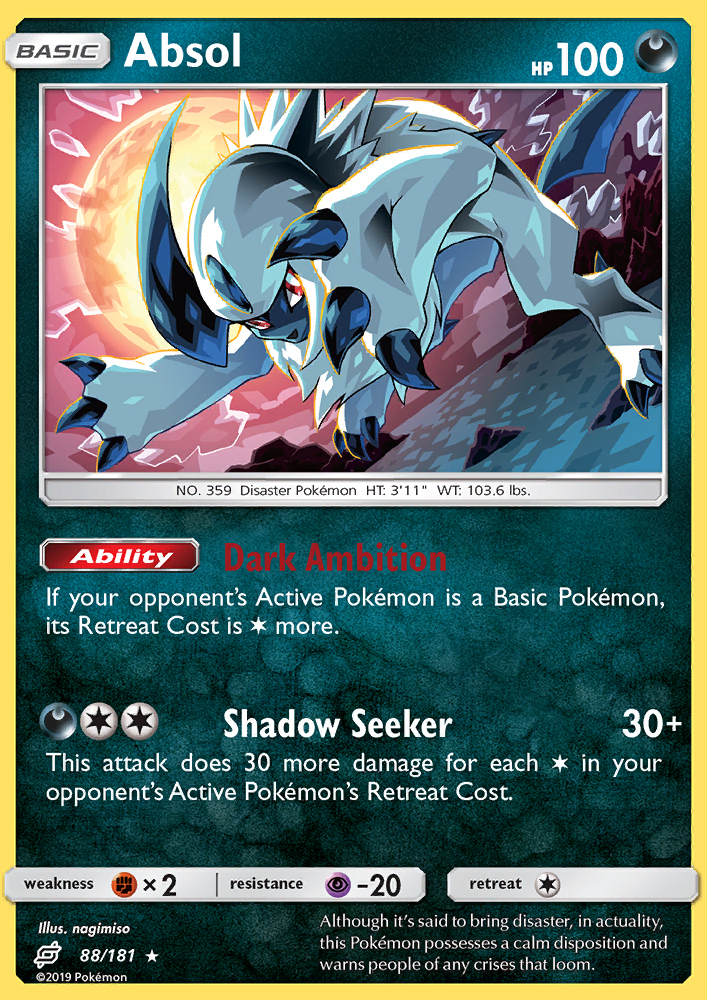 BASIC Absol HP 100
NO. 359 Disaster Pokémon HT: 3'11" WT: 103.6 lbs.
Ability Dark Ambition
If your opponent's Active Pokémon is a Basic Pokémon,
its Retreat Cost is ✶ more.
Shadow Seeker 30+
This attack does 30 more damage for each ✶ in your
opponent's Active Pokémon's Retreat Cost.
weakness ×2 resistance -20 retreat
Illus. nagimiso
88/181 ★
©2019 Pokémon
Although it's said to bring disaster, in actuality,
this Pokémon possesses a calm disposition and
warns people of any crises that loom.